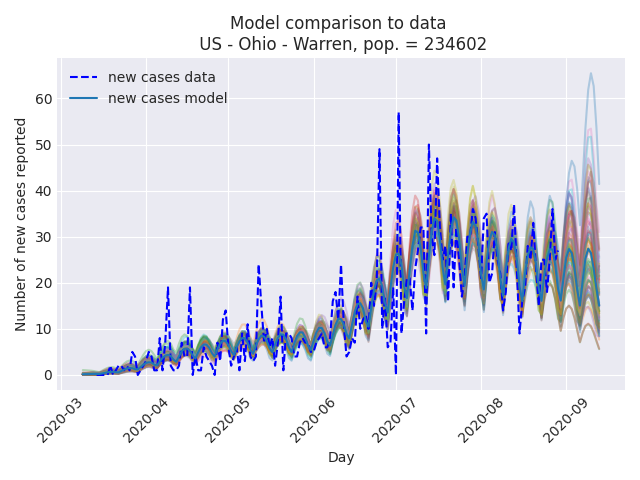 Model comparison to data
US - Ohio - Warren, pop. = 234602
new cases data
new cases model
Number of new cases reported
60
50
40
30
20
10
0
2020-03
2020-04
2020-05
2020-06
2020-07
2020-08
2020-09
Day